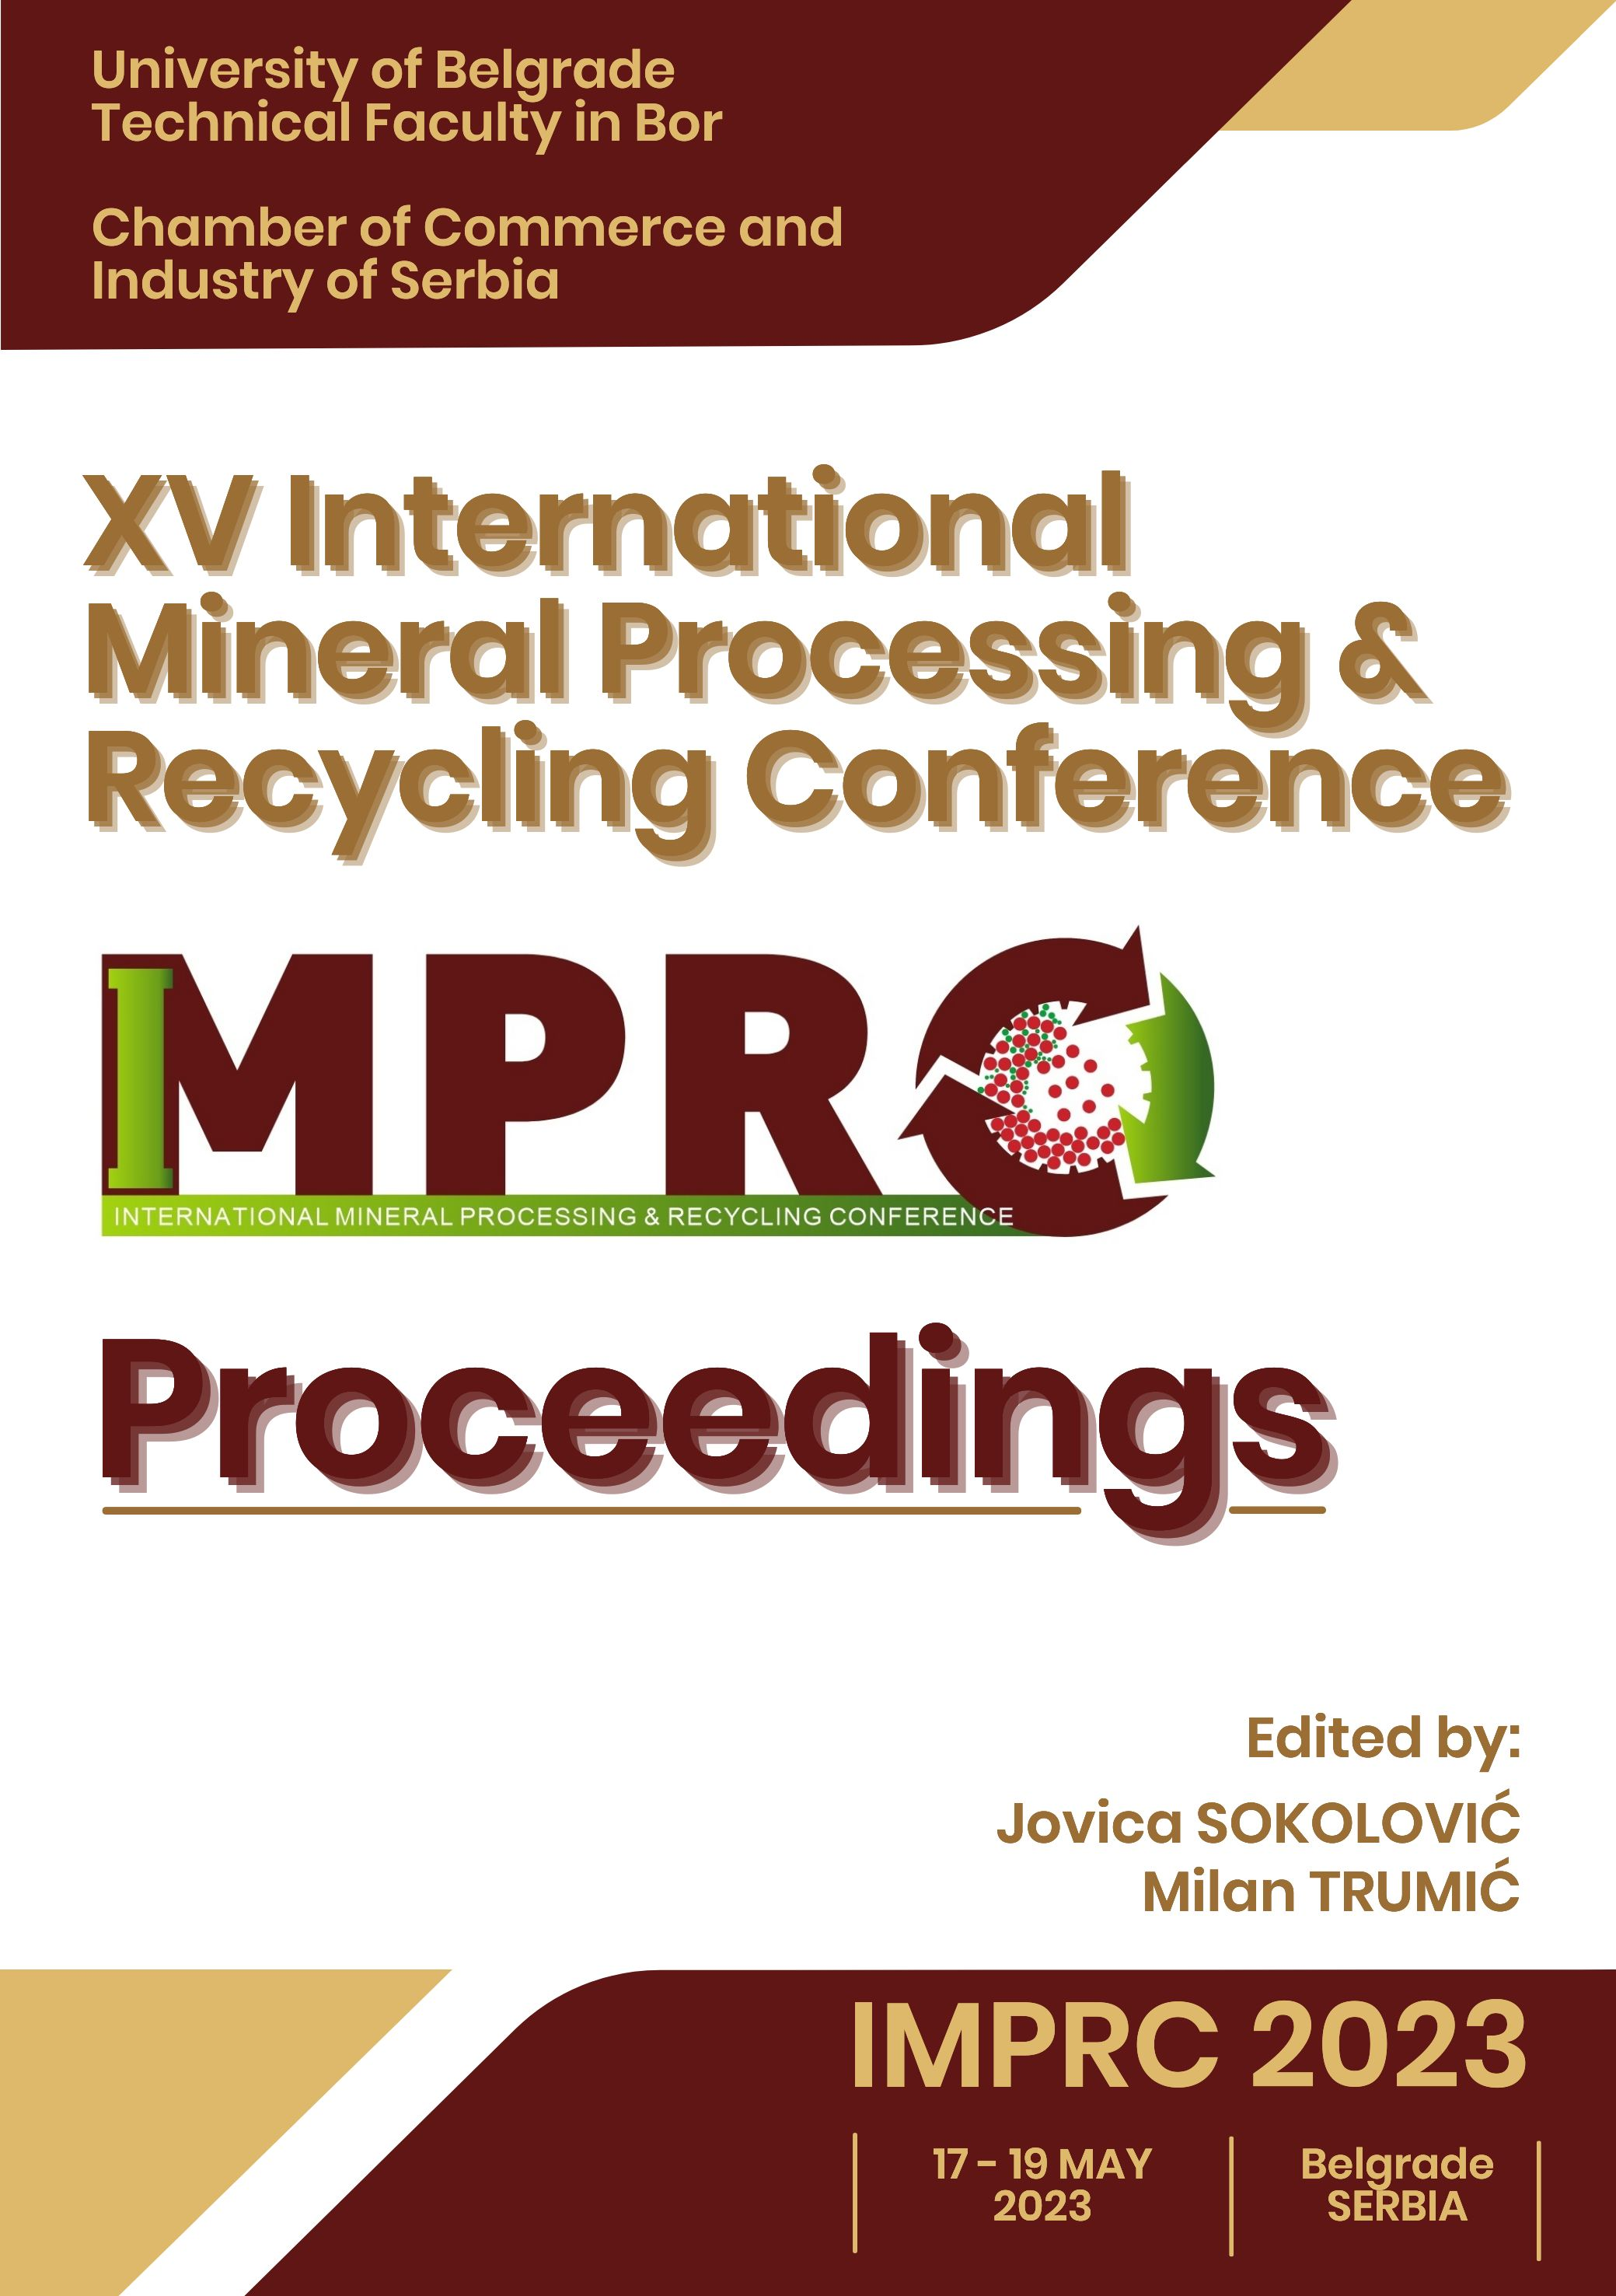 University of Belgrade
Technical Faculty in Bor
Chamber of Commerce and
Industry of Serbia
XV International
Mineral Processing &
Recycling Conference
IMPRC
INTERNATIONAL MINERAL PROCESSING & RECYCLING CONFERENCE
Proceedings
Edited by:
Jovica SOKOLOVIĆ
Milan TRUMIĆ
IMPRC 2023
17 - 19 MAY
2023
Belgrade
SERBIA